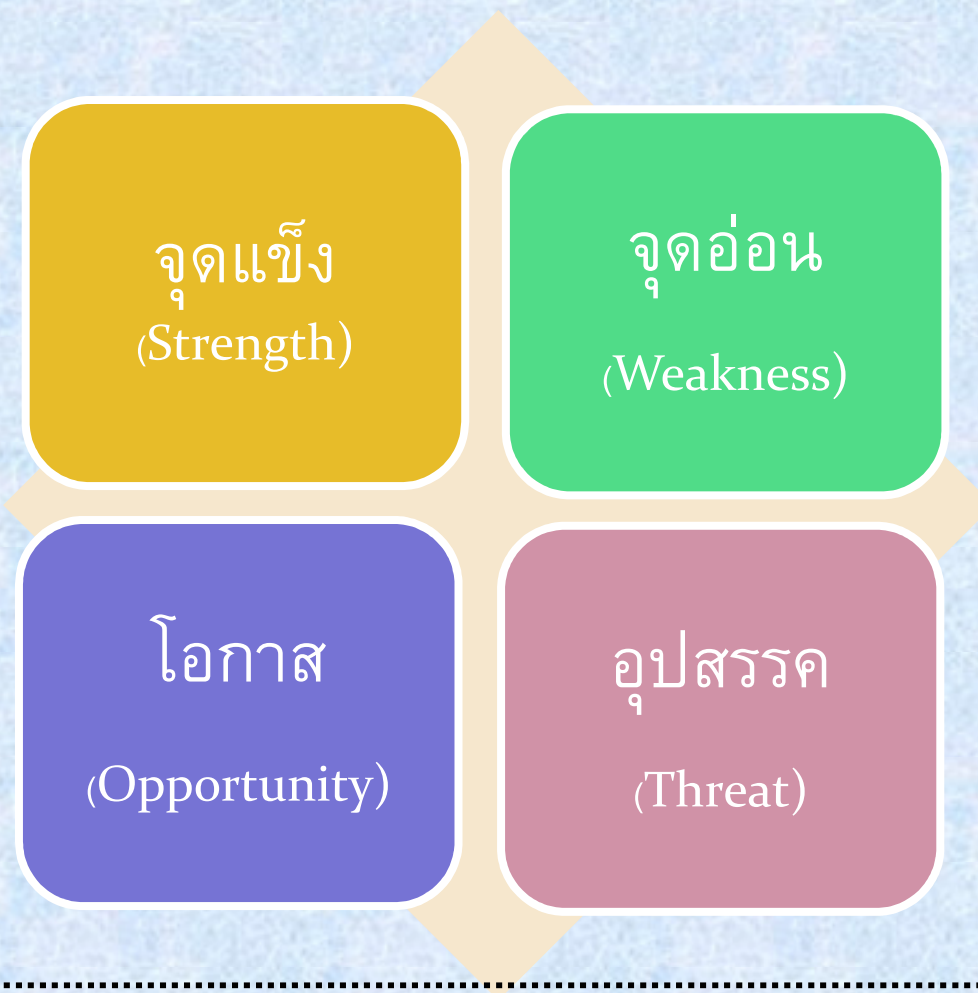 จุดแข็ง
(Strength)
จุดอ่อน
(Weakness)
โอกาส
(Opportunity)
อุปสรรค
(Threat)